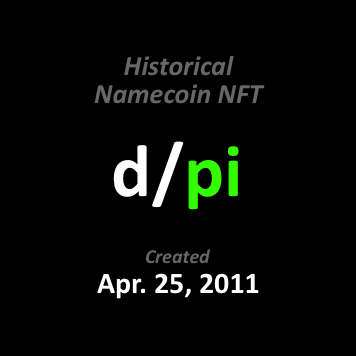 Historical
Namecoin NFT
d/pi
Created
Apr. 25, 2011